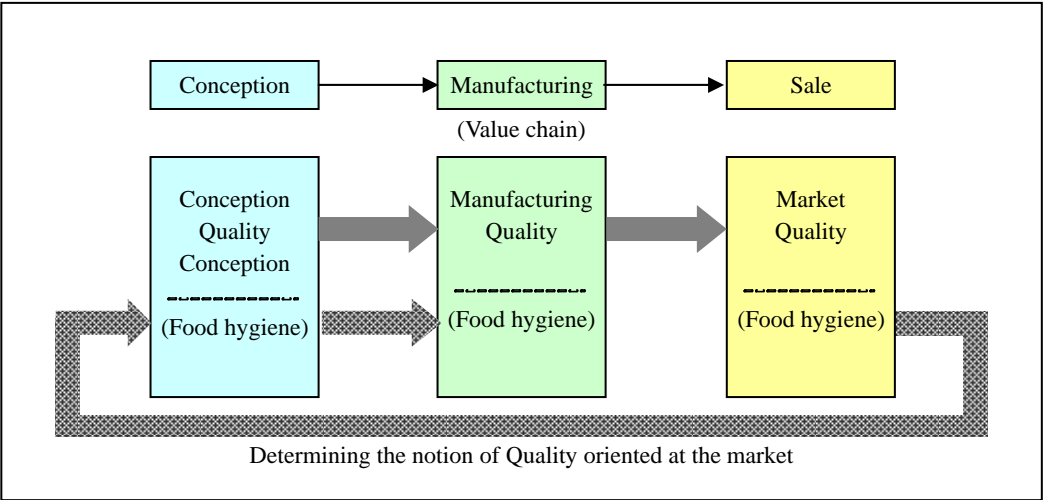 Conception
Manufacturing
Sale
(Value chain)
Conception
Quality
Conception
(Food hygiene)
Manufacturing
Quality
(Food hygiene)
Market
Quality
(Food hygiene)
Determining the notion of Quality oriented at the market